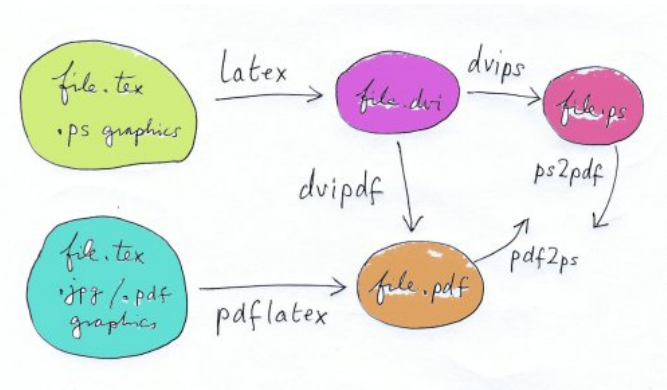 file.tex
.ps graphics
latex
file.dvi
dvips
file.ps
dvipdf
ps2pdf
file.tex
.jpg/.pdf
graphics
pdflatex
file.pdf
pdf2ps